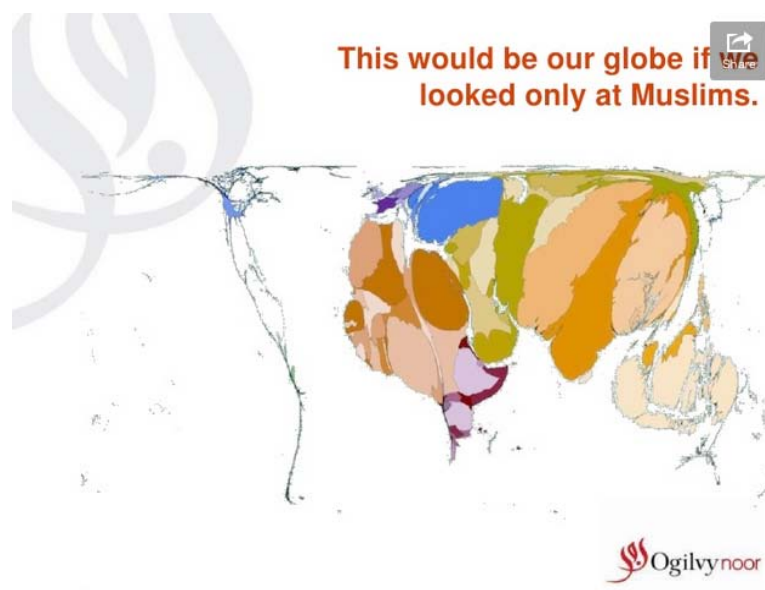 This would be our globe if we
Share
looked only at Muslims.
Ogilvynoor